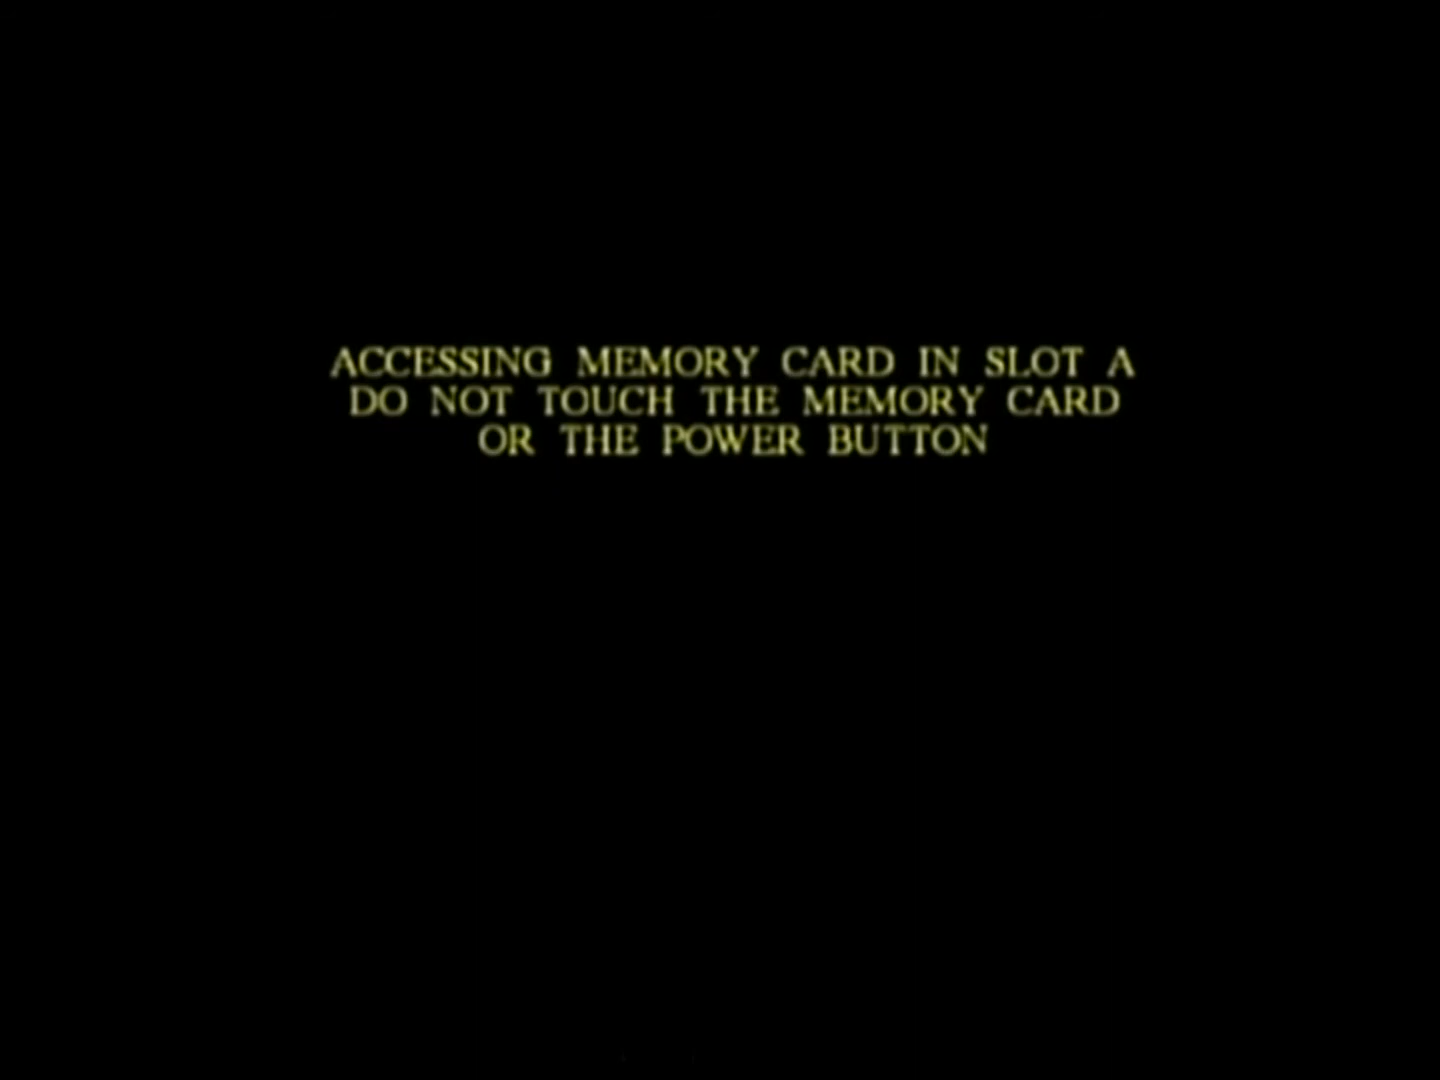 ACCESSING MEMORY CARD IN SLOT A
DO NOT TOUCH THE MEMORY CARD
OR THE POWER BUTTON